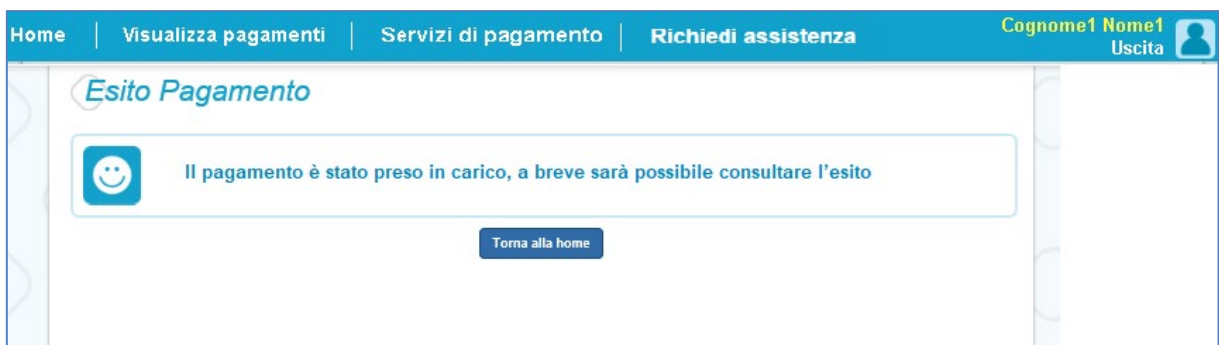 Home | Visualizza pagamenti | Servizi di pagamento | Richiedi assistenza
Cognome1 Nome1
Uscita
Esito Pagamento
Il pagamento è stato preso in carico, a breve sarà possibile consultare l'esito
Torna alla home